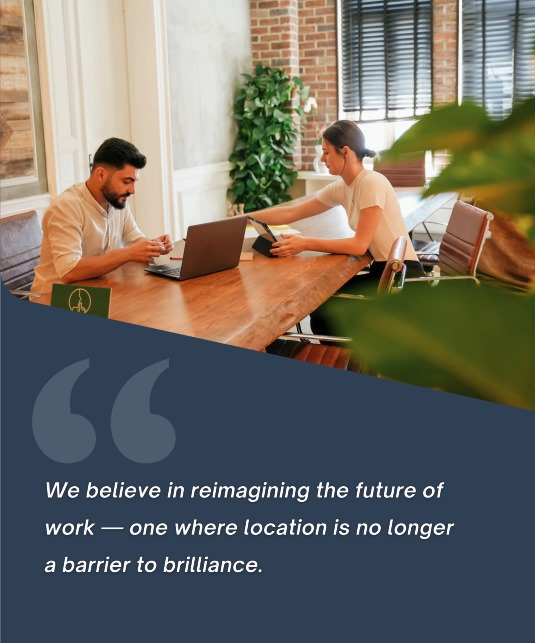 We believe in reimagining the future of
work — one where location is no longer
a barrier to brilliance.